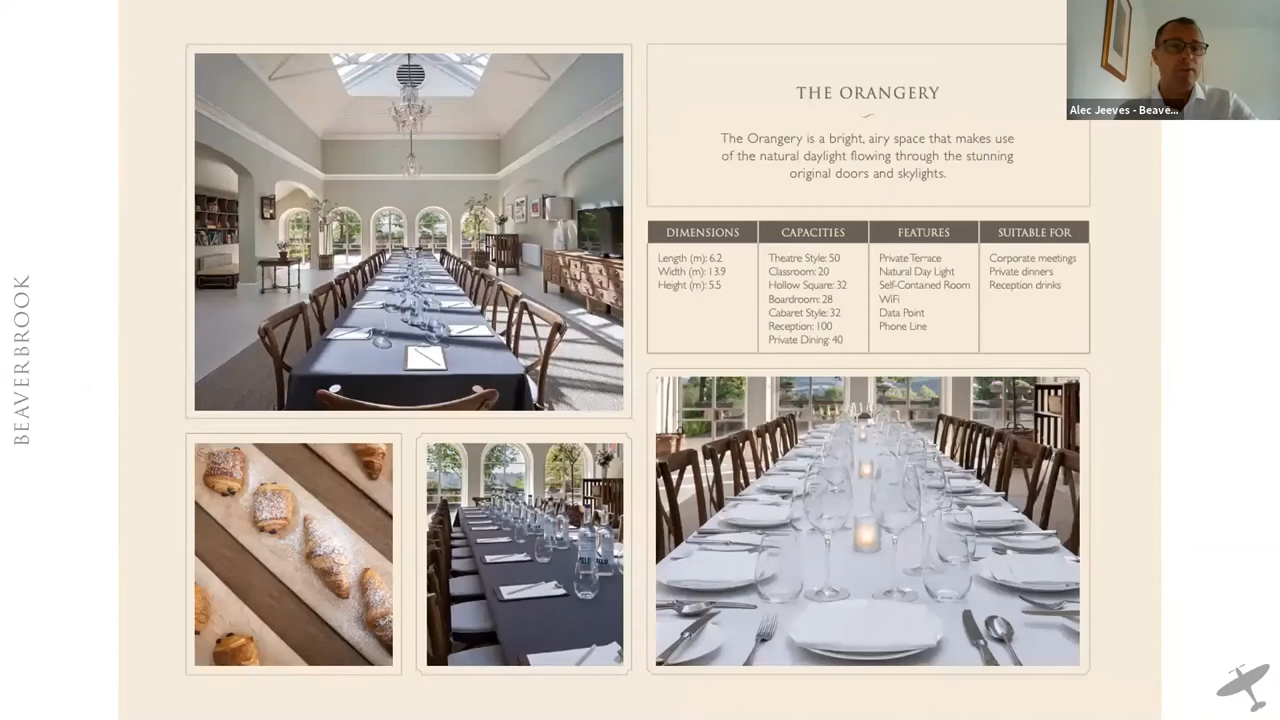 BEAVERBROOK
THE ORANGERY
The Orangery is a bright, airy space that makes use
of the natural daylight flowing through the stunning
original doors and skylights.
DIMENSIONS
Length (m): 6.2
Width (m): 13.9
Height (m): 5.5
CAPACITIES
Theatre Style: 50
Classroom: 20
Hollow Square: 32
Boardroom: 28
Cabaret Style: 32
Reception: 100
Private Dining: 40
FEATURES
Private Terrace
Natural Day Light
Self-Contained Room
WiFi
Data Point
Phone Line
SUITABLE FOR
Corporate meetings
Private dinners
Reception drinks
Alec Jeeves - Beave...